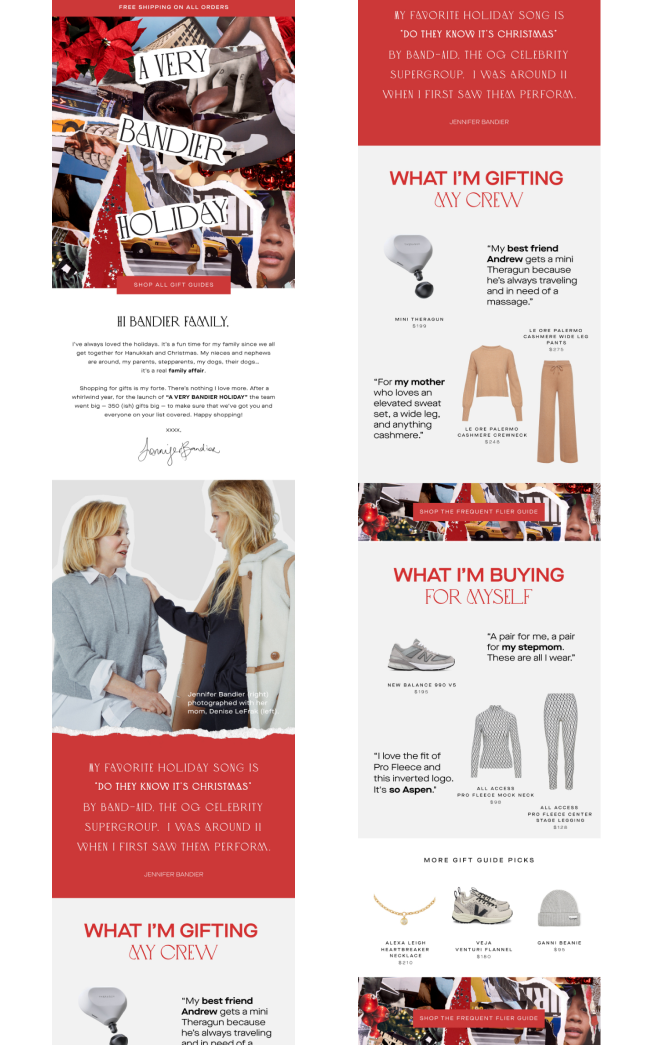 FREE SHIPPING ON ALL ORDERS
A VERY
BANDIER
HOLIDAY
SHOP ALL GIFT GUIDES
HI BANDIER FAMILY,
I've always loved the holidays. It's a fun time for my family since we all
get together for Hanukkah and Christmas. My nieces and nephews
are around, my parents, stepparents, my dogs, their dogs...
it's a real family affair.
Shopping for gifts is my forte. There's nothing I love more. After a
whirlwind year, for the launch of "A VERY BANDIER HOLIDAY" the team
went big — 350 (ish) gifts big — to make sure that we've got you and
everyone on your list covered. Happy shopping!
xxxx,
Jennifer Bandier
Jennifer Bandier (right)
photographed with her
mom, Denise LeFrak (left).
MY FAVORITE HOLIDAY SONG IS
"DO THEY KNOW IT'S CHRISTMAS"
BY BAND-AID, THE OG CELEBRITY
SUPERGROUP. I WAS AROUND 11
WHEN I FIRST SAW THEM PERFORM.
JENNIFER BANDIER
WHAT I'M GIFTING
MY CREW
"My best friend
Andrew gets a mini
Theragun because
he's always traveling
and in need of a
MY FAVORITE HOLIDAY SONG IS
"DO THEY KNOW IT'S CHRISTMAS"
BY BAND-AID, THE OG CELEBRITY
SUPERGROUP. I WAS AROUND 11
WHEN I FIRST SAW THEM PERFORM.
JENNIFER BANDIER
WHAT I'M GIFTING
MY CREW
"My best friend
Andrew gets a mini
Theragun because
he's always traveling
and in need of a
massage."
MINI THERAGUN
$199
LE ORE PALERMO
CASHMERE WIDE LEG
PANTS
$275
"For my mother
who loves an
elevated sweat
set, a wide leg,
and anything
cashmere."
LE ORE PALERMO
CASHMERE CREWNECK
$248
SHOP THE FREQUENT FLIER GUIDE
WHAT I'M BUYING
FOR MYSELF
"A pair for me, a pair
for my stepmom.
These are all I wear."
NEW BALANCE 990 V5
$185
"I love the fit of
Pro Fleece and
this inverted logo.
It's so Aspen."
ALL ACCESS
PRO FLEECE MOCK NECK
$98
ALL ACCESS
PRO FLEECE CENTER
STAGE LEGGING
$128
MORE GIFT GUIDE PICKS
ALEXA LEIGH
HEARTBREAKER
NECKLACE
$210
VEJA
VENTURI FLANNEL
$180
GANNI BEANIE
$95
SHOP THE FREQUENT FLIER GUIDE